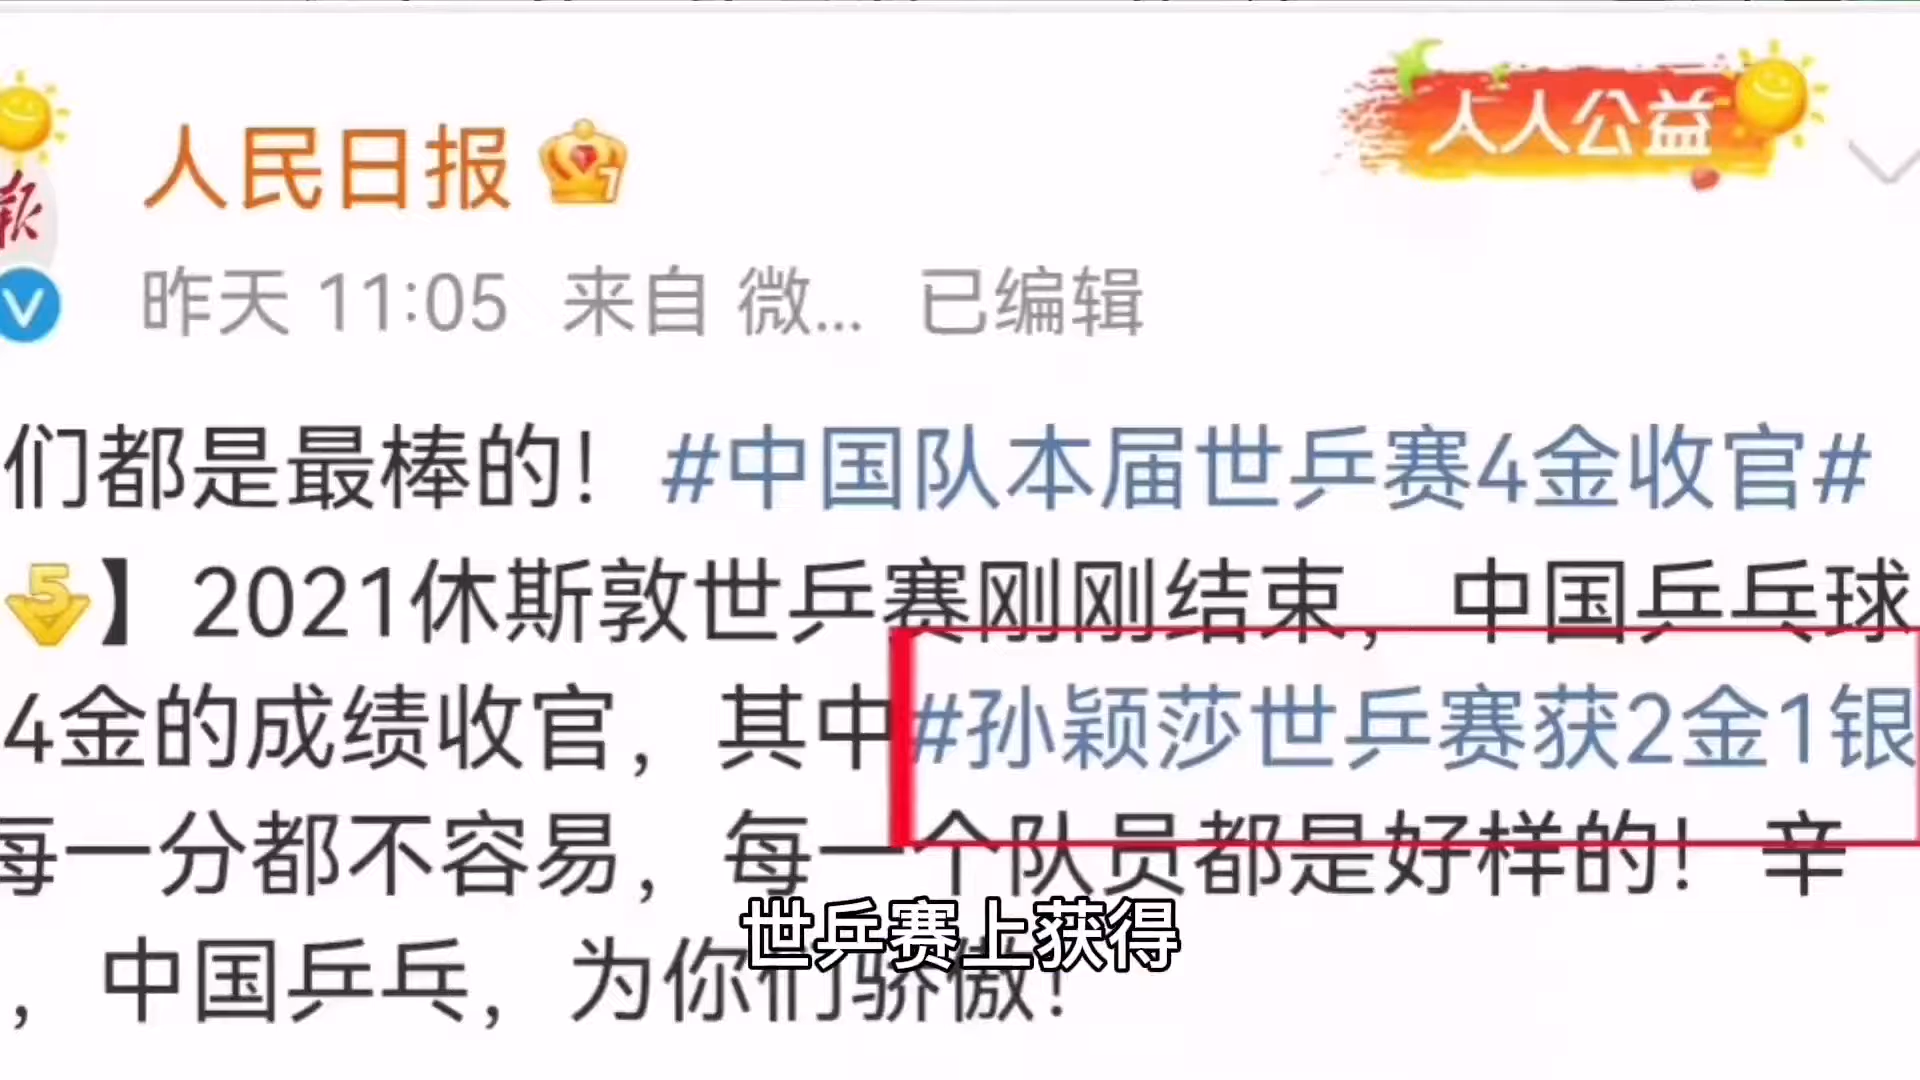 人人公益
人民日报
报
昨天 11:05 来自 微... 已编辑
们都是最棒的！#中国队本届世乒赛4金收官#
5】2021休斯敦世乒赛刚刚结束，中国乒乓球
4金的成绩收官，其中#孙颖莎世乒赛获2金1银
每一分都不容易，每一个队员都是好样的！辛
，中国乒乓，为你们骄傲！
世乒赛上获得